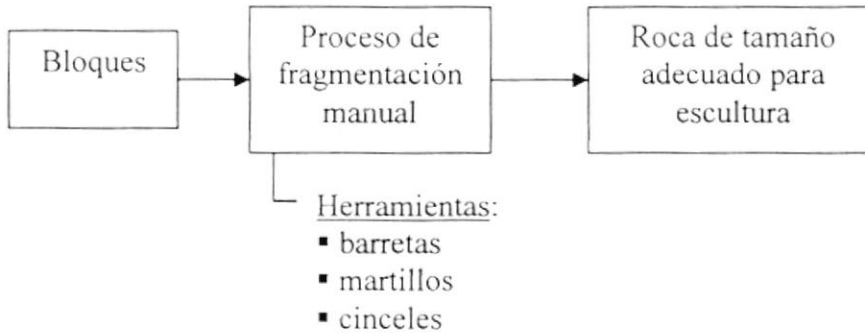 Bloques
Proceso de
fragmentación
manual
Roca de tamaño
adecuado para
escultura
Herramientas:
▪ barretas
▪ martillos
▪ cinceles